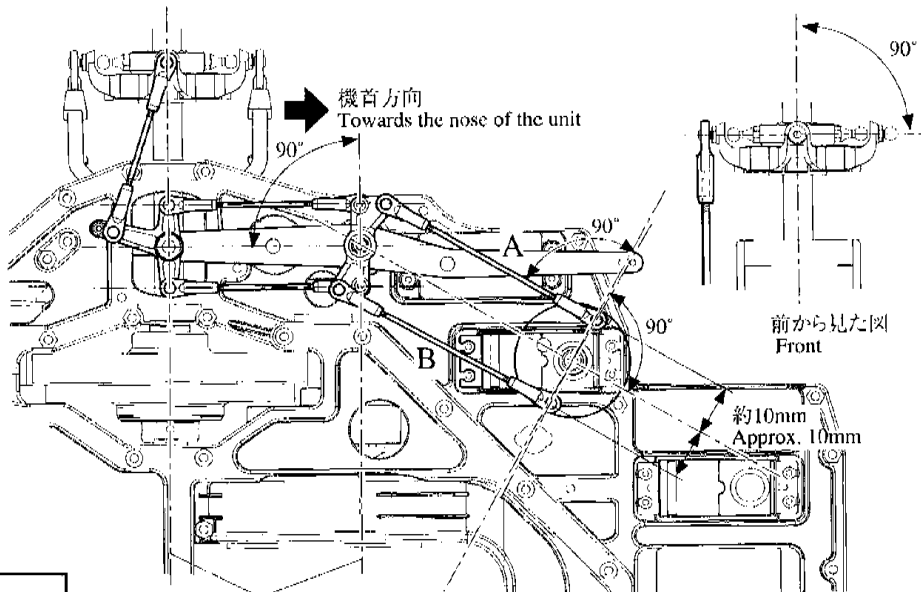 90°
機首方向
Towards the nose of the unit
90°
A
90°
90°
B
前から見た図
Front
約10mm
Approx. 10mm